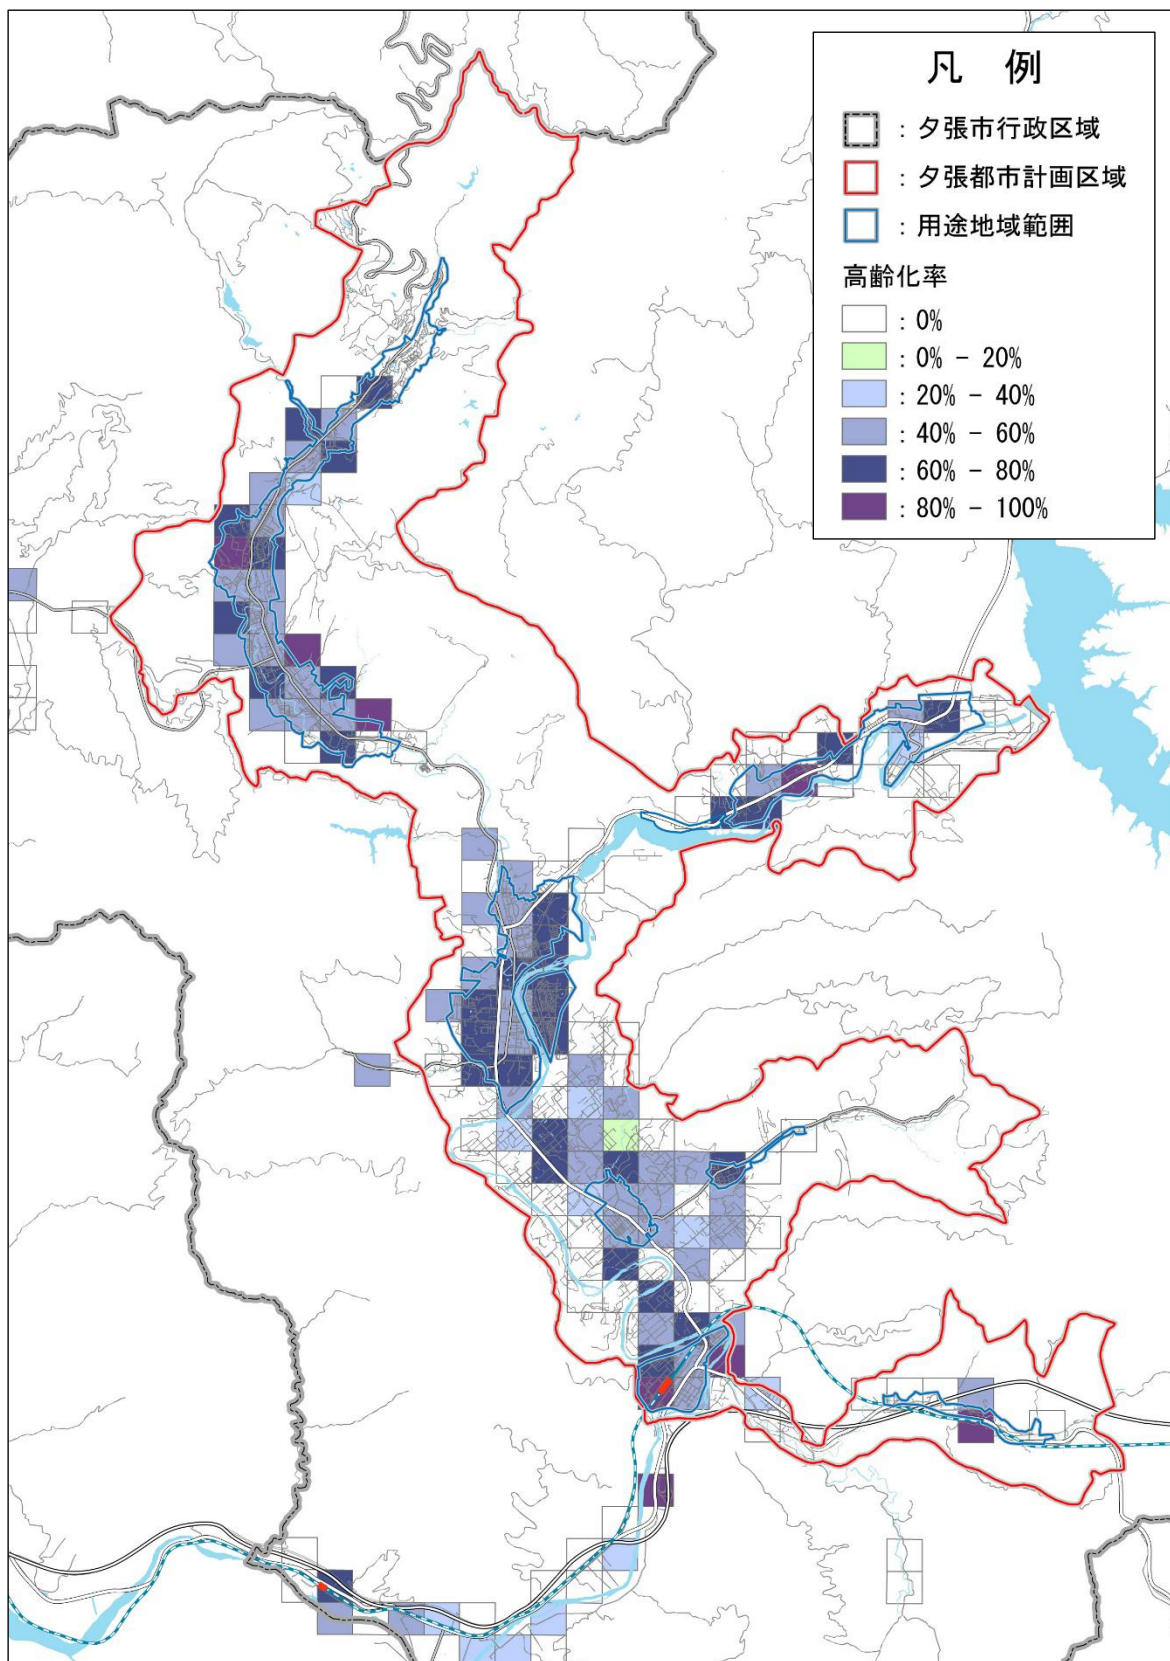 凡 例
: 夕張市行政区域
: 夕張都市計画区域
: 用途地域範囲
高齢化率
: 0%
: 0% - 20%
: 20% - 40%
: 40% - 60%
: 60% - 80%
: 80% - 100%